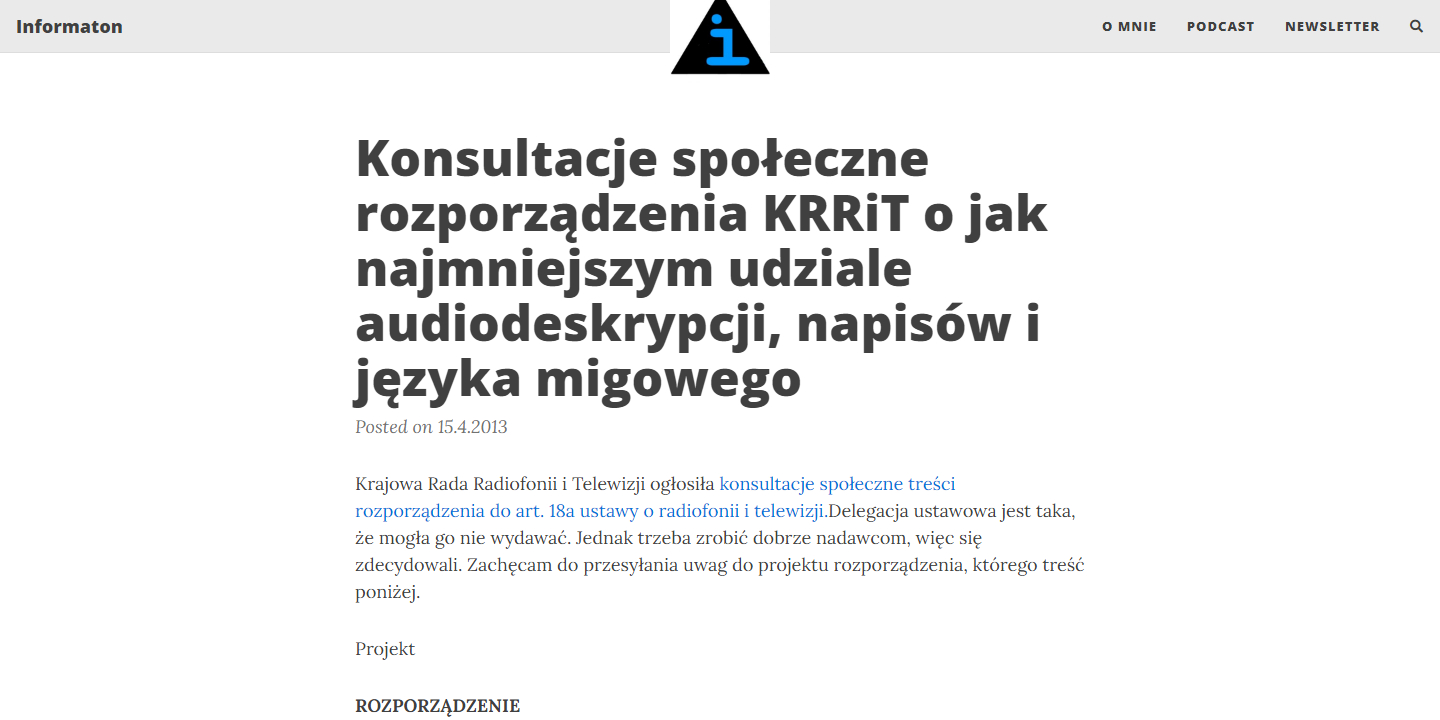 Informaton
i
O MNIE
PODCAST
NEWSLETTER
Konsultacje społeczne
rozporządzenia KRRiT o jak
najmniejszym udziale
audiodeskrypcji, napisów i
języka migowego
Posted on 15.4.2013
Krajowa Rada Radiofonii i Telewizji ogłosiła konsultacje społeczne treści
rozporządzenia do art. 18a ustawy o radiofonii i telewizji.Delegacja ustawowa jest taka,
że mogła go nie wydawać. Jednak trzeba zrobić dobrze nadawcom, więc się
zdecydowali. Zachęcam do przesyłania uwag do projektu rozporządzenia, którego treść
poniżej.
Projekt
ROZPORZĄDZENIE